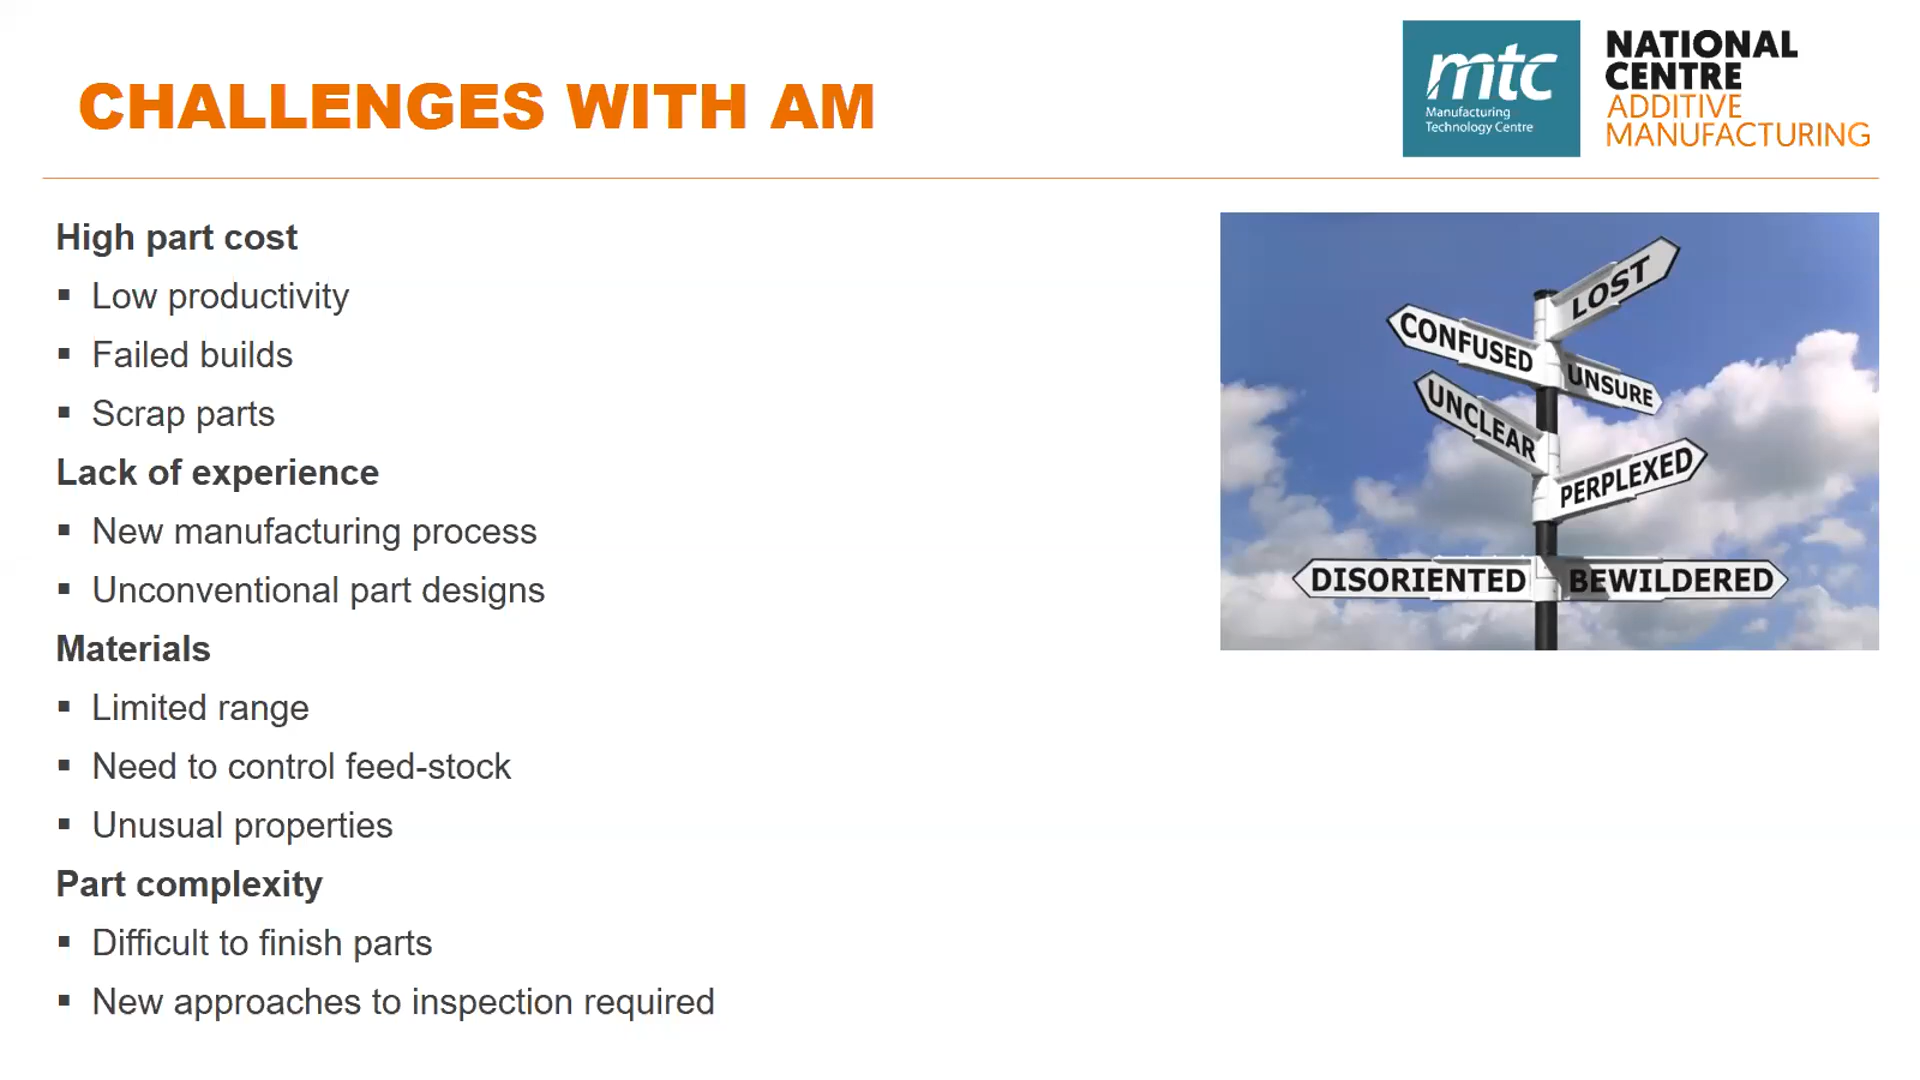 CHALLENGES WITH AM
mtc
Manufacturing
Technology Centre
NATIONAL
CENTRE
ADDITIVE
MANUFACTURING
High part cost
▪ Low productivity
▪ Failed builds
▪ Scrap parts
Lack of experience
▪ New manufacturing process
▪ Unconventional part designs
Materials
▪ Limited range
▪ Need to control feed-stock
▪ Unusual properties
Part complexity
▪ Difficult to finish parts
▪ New approaches to inspection required
LOST
CONFUSED
UNSURE
UNCLEAR
PERPLEXED
DISORIENTED
BEWILDERED